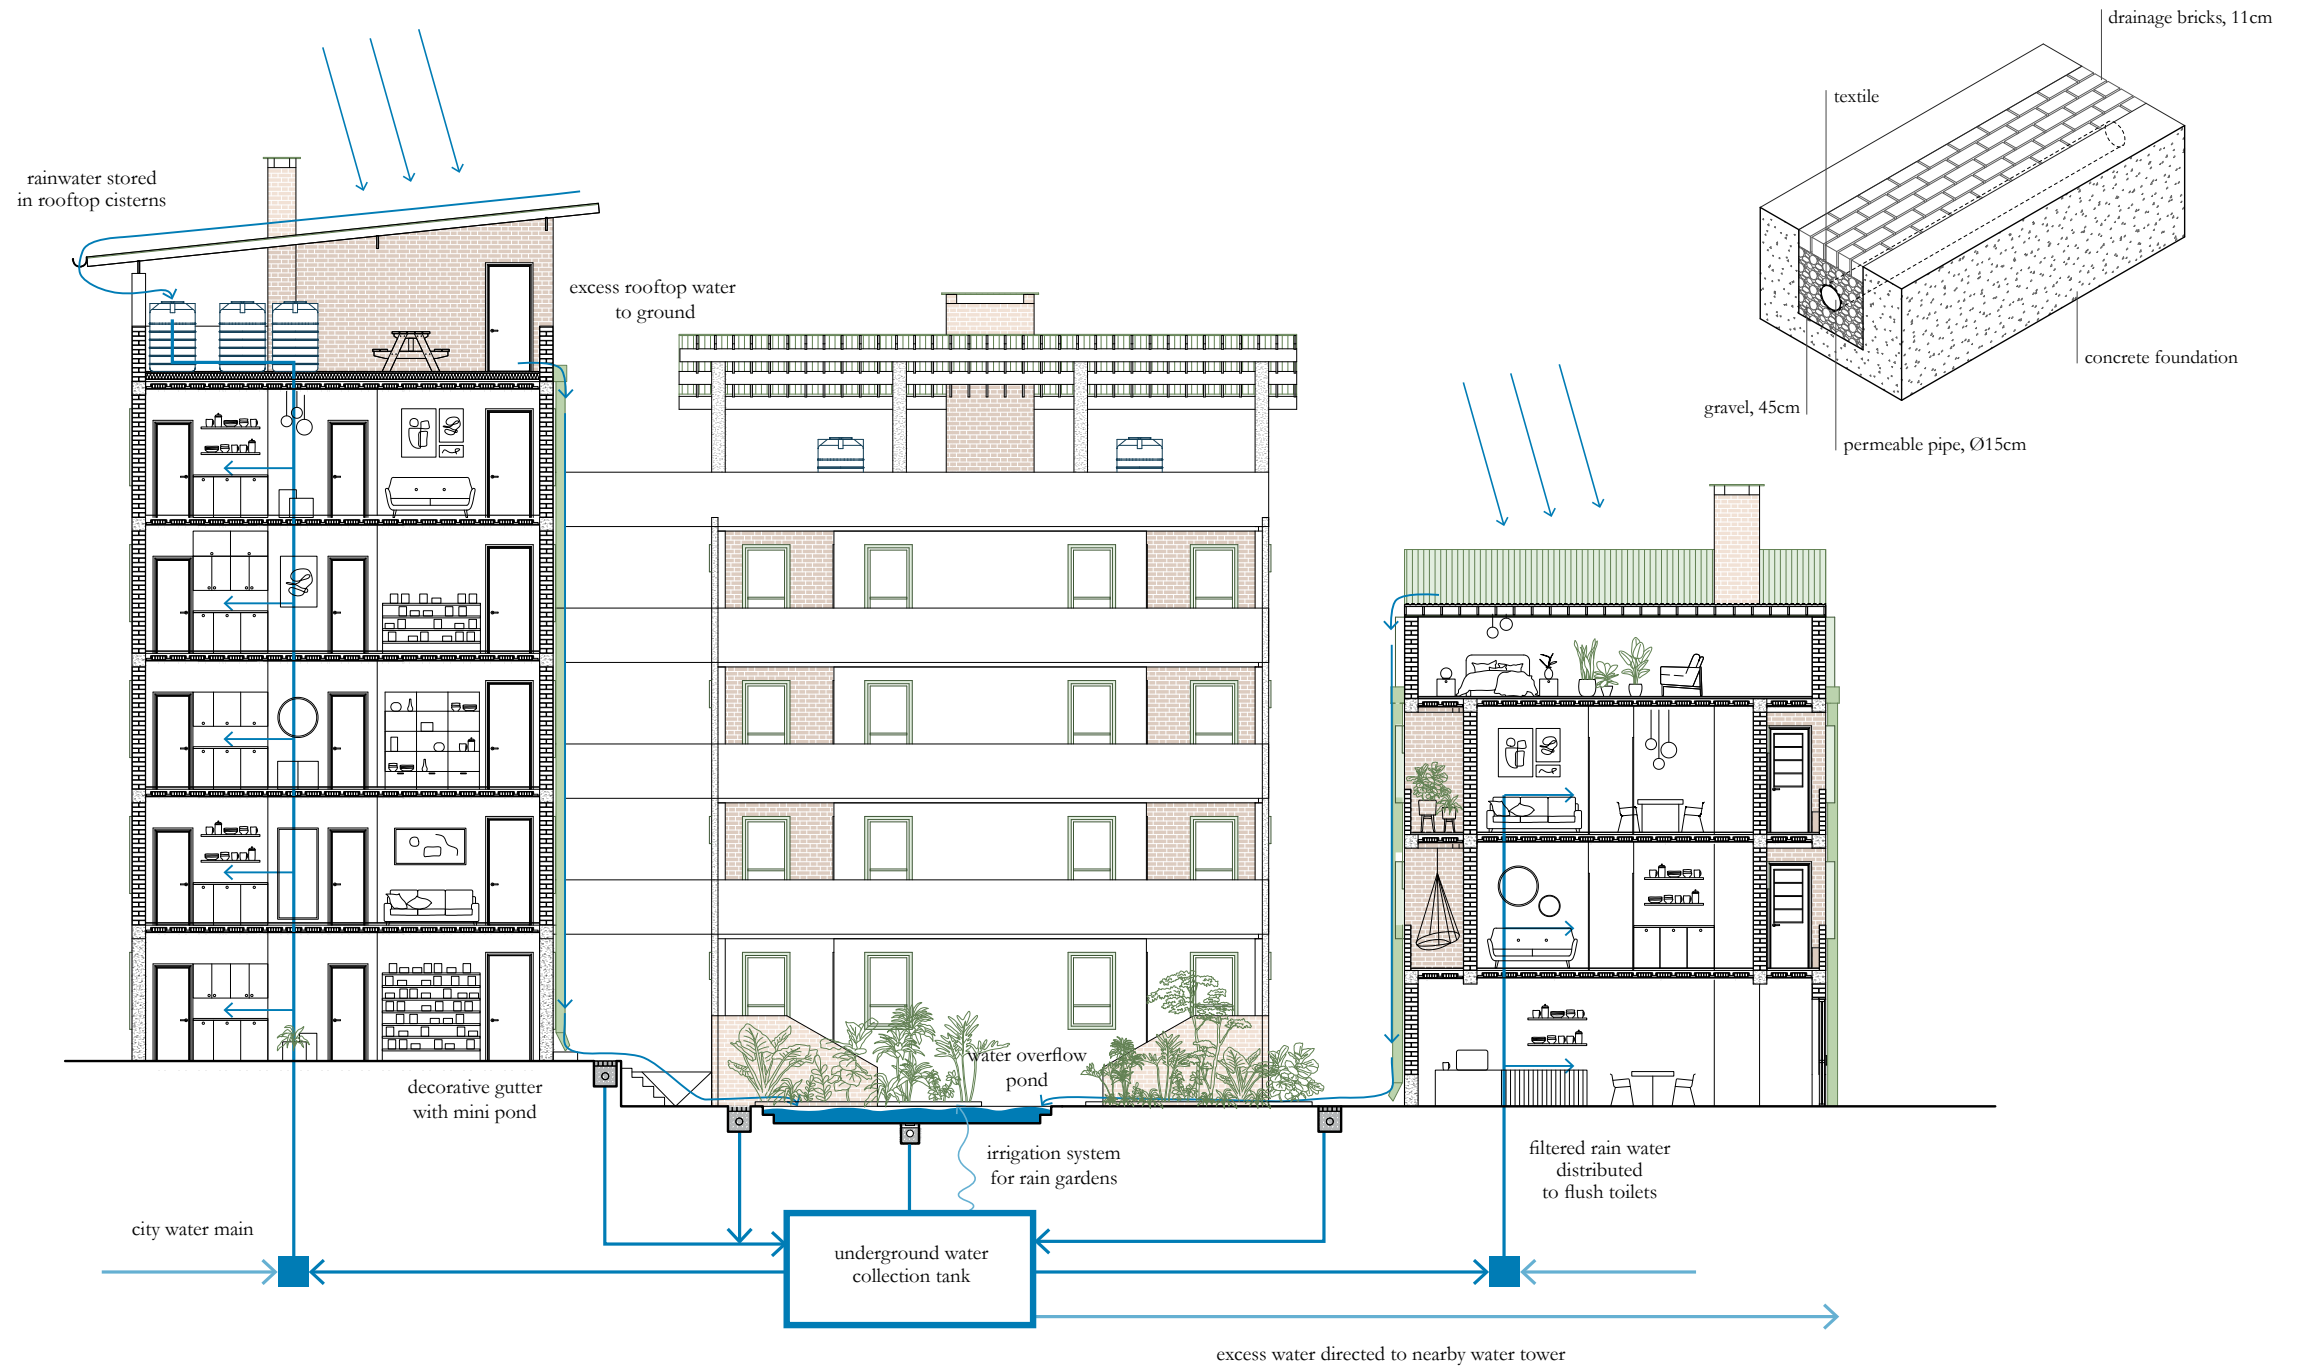 drainage bricks, 11cm
textile
rainwater stored
in rooftop cisterns
excess rooftop water
to ground
concrete foundation
gravel, 45cm
permeable pipe, Ø15cm
water overflow
pond
decorative gutter
with mini pond
irrigation system
for rain gardens
filtered rain water
distributed
to flush toilets
city water main
underground water
collection tank
excess water directed to nearby water tower